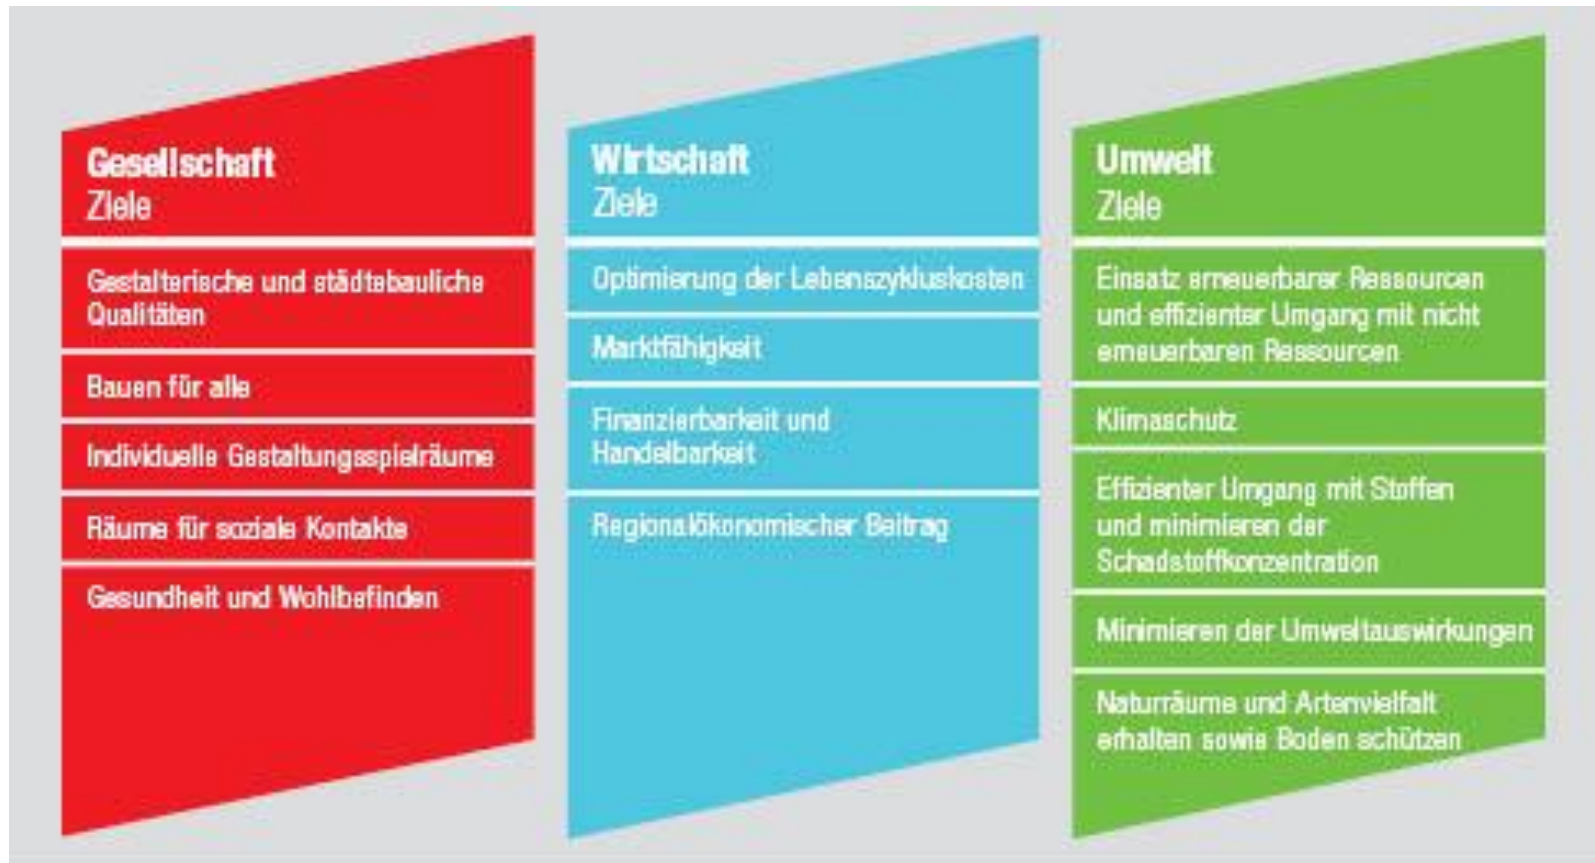 Gesellschaft
Ziele
Gestalterische und städtebauliche
Qualitäten
Bauen für alle
Individuelle Gestaltungsspielräume
Räume für soziale Kontakte
Gesundheit und Wohlbefinden
Wirtschaft
Ziele
Optimierung der Lebenszykluskosten
Marktfähigkeit
Finanzierbarkeit und
Handelbarkeit
Regionalökonomischer Beitrag
Umwelt
Ziele
Einsatz erneuerbarer Ressourcen
und effizienter Umgang mit nicht
erneuerbaren Ressourcen
Klimaschutz
Effizienter Umgang mit Stoffen
und minimieren der
Schadstoffkonzentration
Minimieren der Umweltauswirkungen
Naturräume und Artenvielfalt
erhalten sowie Boden schützen